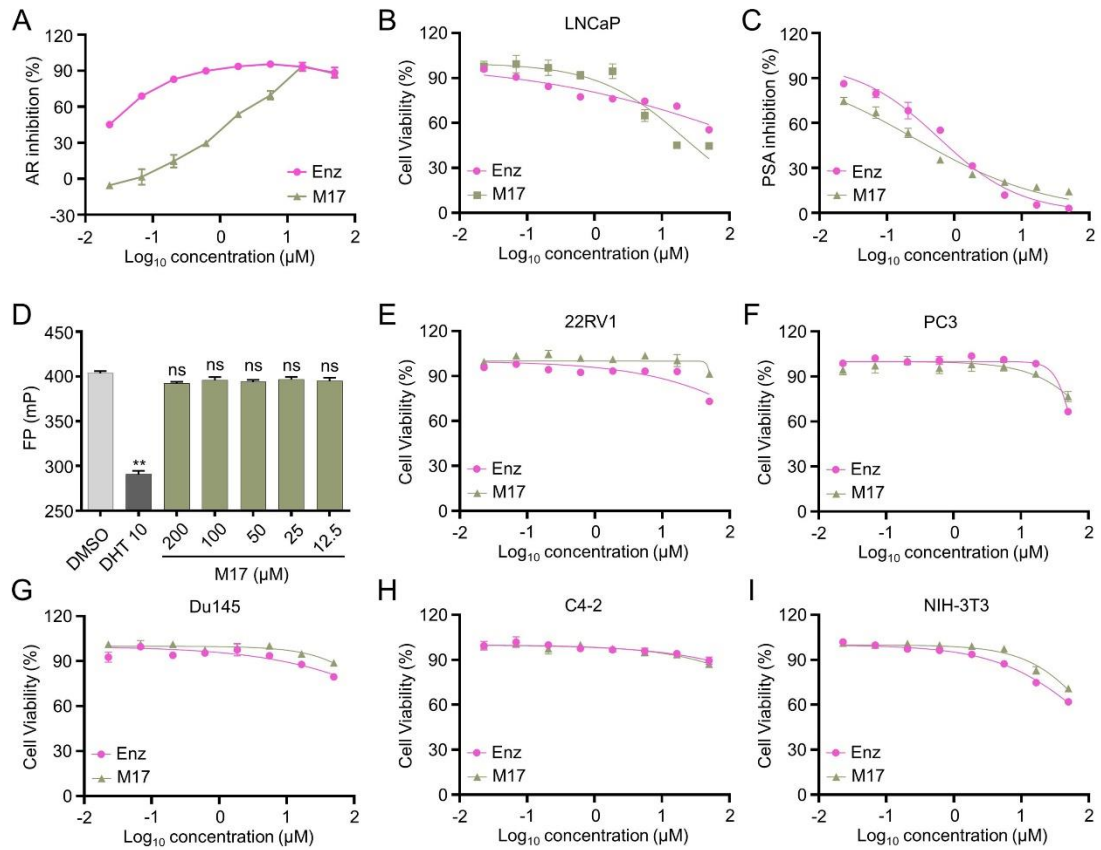 A
AR inhibition (%)
120
90
60
30
0
-30
-2
-1
0
1
2
Log10 concentration (µM)
Enz
M17
B
LNCaP
Cell Viability (%)
120
90
60
30
0
-2
-1
0
1
2
Log10 concentration (µM)
Enz
M17
C
PSA inhibition (%)
120
90
60
30
0
-2
-1
0
1
2
Log10 concentration (µM)
Enz
M17
D
FP (mP)
450
400
350
300
250
**
ns
ns
ns
ns
ns
DMSO
DHT 10
200
100
50
25
12.5
M17 (µM)
E
22RV1
Cell Viability (%)
120
90
60
30
0
-2
-1
0
1
2
Log10 concentration (µM)
Enz
M17
F
PC3
Cell Viability (%)
120
90
60
30
0
-2
-1
0
1
2
Log10 concentration (µM)
Enz
M17
G
Du145
Cell Viability (%)
120
90
60
30
0
-2
-1
0
1
2
Log10 concentration (µM)
Enz
M17
H
C4-2
Cell Viability (%)
120
90
60
30
0
-2
-1
0
1
2
Log10 concentration (µM)
Enz
M17
I
NIH-3T3
Cell Viability (%)
120
90
60
30
0
-2
-1
0
1
2
Log10 concentration (µM)
Enz
M17